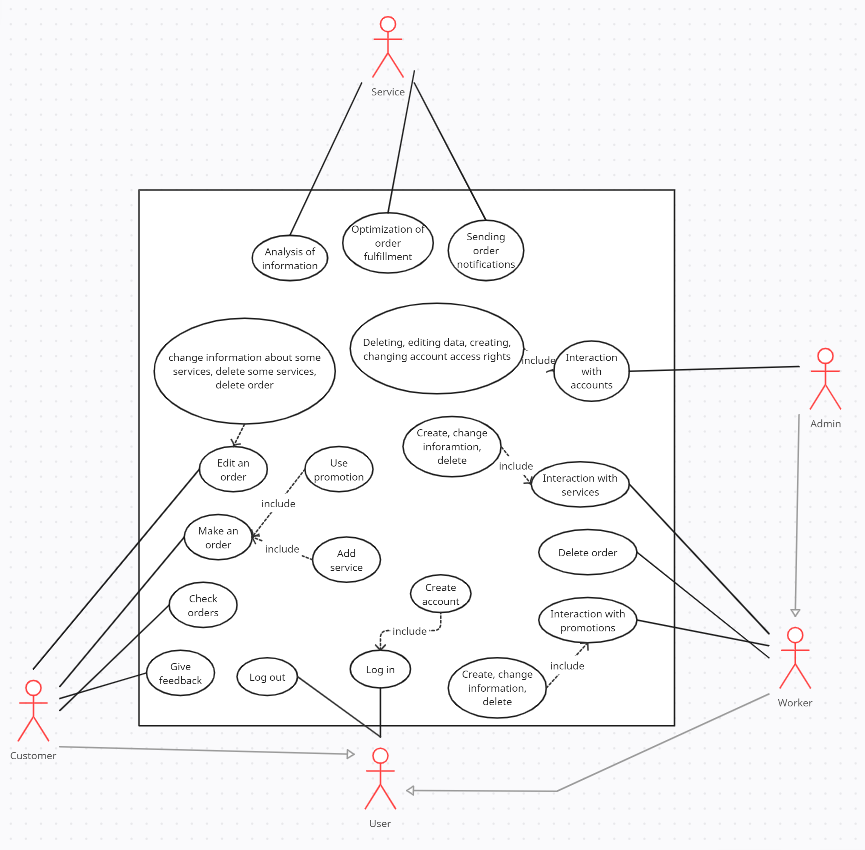 Service
Analysis of
information
Optimization of
order
fulfillment
Sending
order
notifications
change information about some
services, delete some services,
delete order
Deleting, editing data, creating,
changing account access rights
include
Interaction
with
accounts
Admin
Create, change
inforamtion,
delete
include
Interaction with
services
Edit an
order
Use
promotion
include
Make an
order
include
Add
service
Delete order
Check
orders
Create
account
include
Interaction with
promotions
Give
feedback
Log out
Log in
include
Create, change
information,
delete
Worker
Customer
User